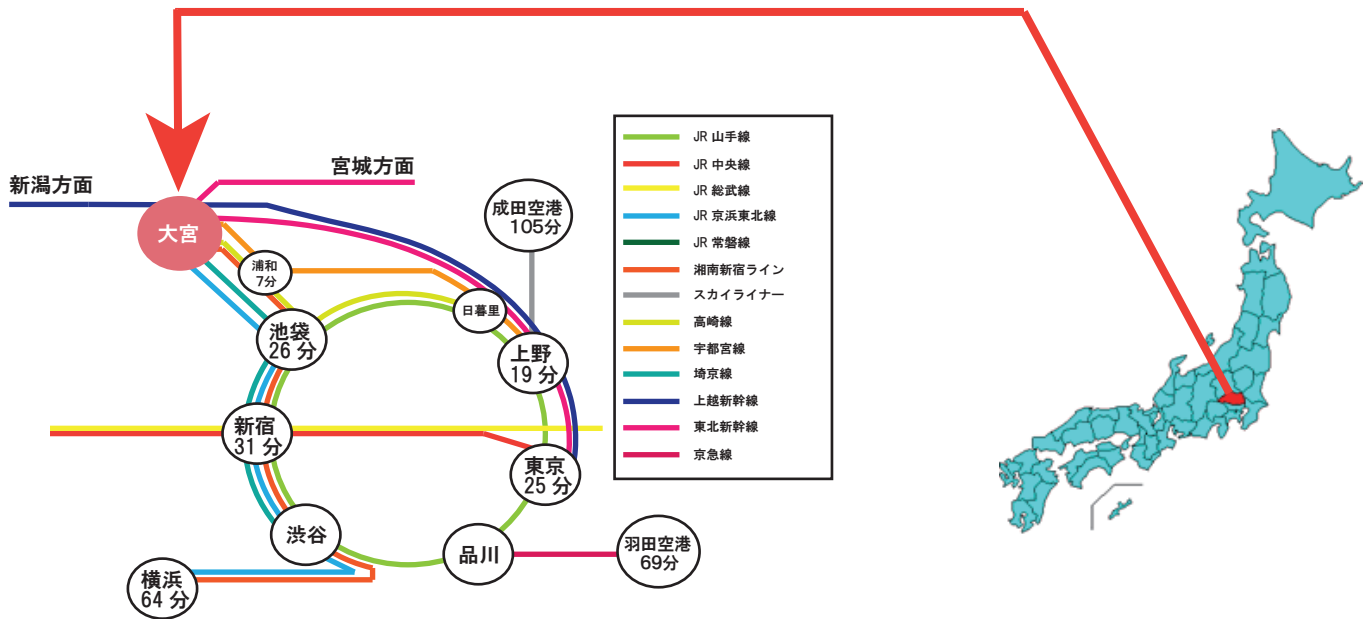 宮城方面
新潟方面
大宮
成田空港
105分
浦和
7分
日暮里
池袋
26 分
上野
19 分
新宿
31 分
東京
25 分
渋谷
品川
羽田空港
69分
横浜
64 分
JR 山手線
JR 中央線
JR 総武線
JR 京浜東北線
JR 常磐線
湘南新宿ライン
スカイライナー
高崎線
宇都宮線
埼京線
上越新幹線
東北新幹線
京急線